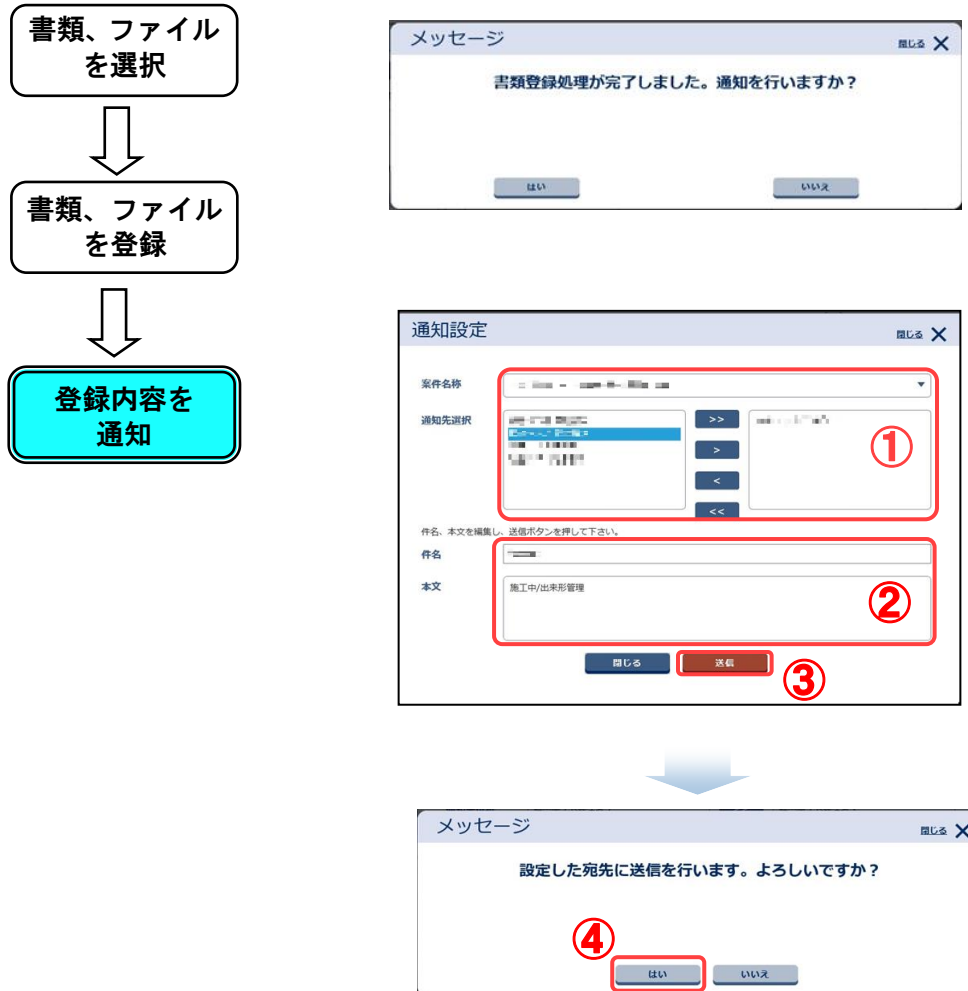 書類、ファイル
を選択
書類、ファイル
を登録
登録内容を
通知
メッセージ
閉じる
書類登録処理が完了しました。通知を行いますか？
はい
いいえ
通知設定
閉じる
案件名称
通知先選択
>>
>
<
<<
①
件名、本文を編集し、送信ボタンを押して下さい。
件名
本文
施工中/出来形管理
②
閉じる
送信
③
メッセージ
閉じる
設定した宛先に送信を行います。よろしいですか？
④
はい
いいえ